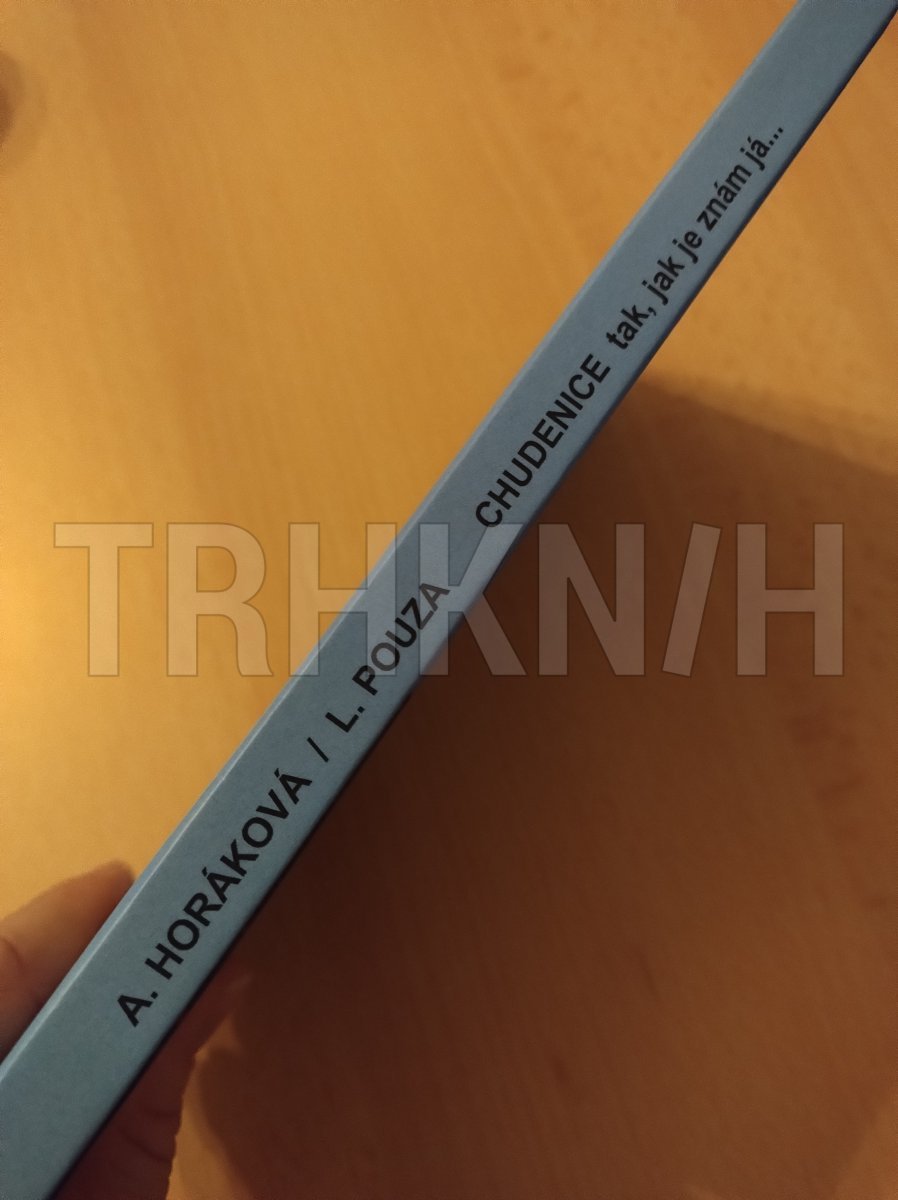 A. HORÁKOVÁ / L. POUZA CHUDENICE tak, jak je znám já...
TRHKNIH